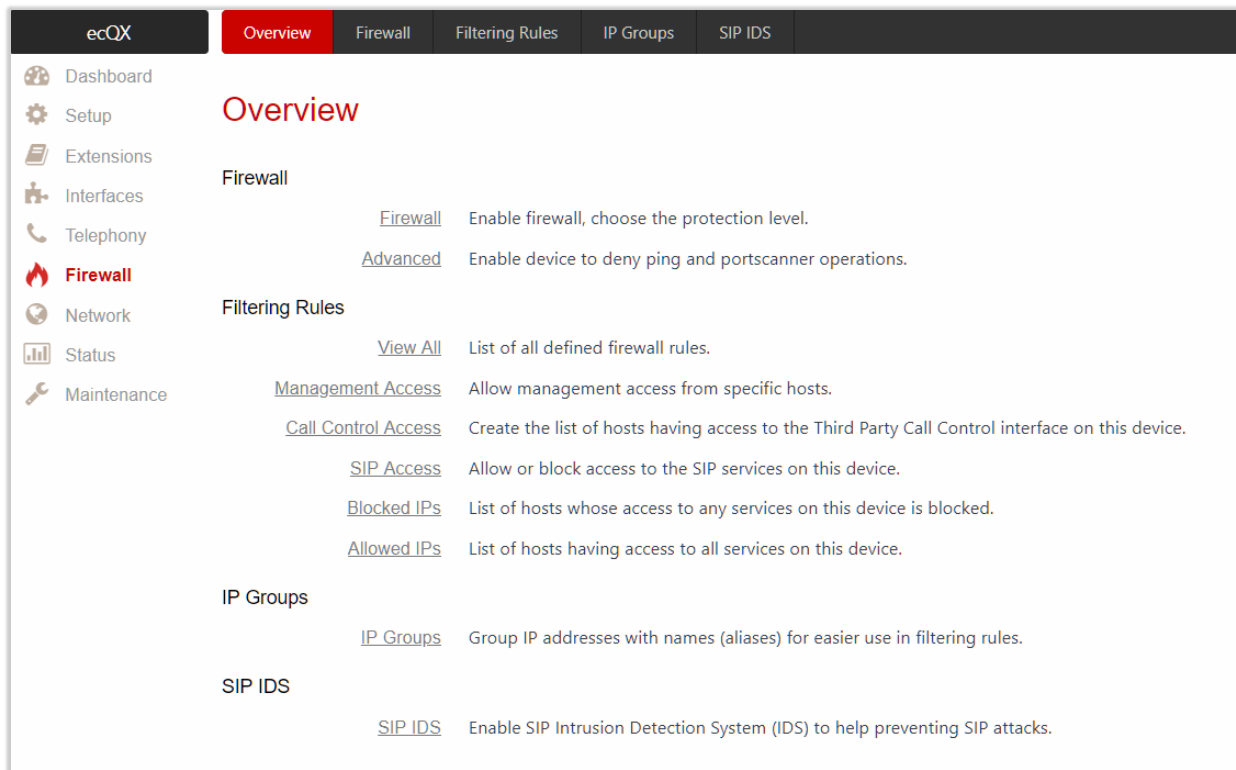 ecQX
Overview Firewall Filtering Rules IP Groups SIP IDS
Dashboard
Setup
Extensions
Interfaces
Telephony
Firewall
Network
Status
Maintenance
Overview
Firewall
Firewall Enable firewall, choose the protection level.
Advanced Enable device to deny ping and portscanner operations.
Filtering Rules
View All List of all defined firewall rules.
Management Access Allow management access from specific hosts.
Call Control Access Create the list of hosts having access to the Third Party Call Control interface on this device.
SIP Access Allow or block access to the SIP services on this device.
Blocked IPs List of hosts whose access to any services on this device is blocked.
Allowed IPs List of hosts having access to all services on this device.
IP Groups
IP Groups Group IP addresses with names (aliases) for easier use in filtering rules.
SIP IDS
SIP IDS Enable SIP Intrusion Detection System (IDS) to help preventing SIP attacks.